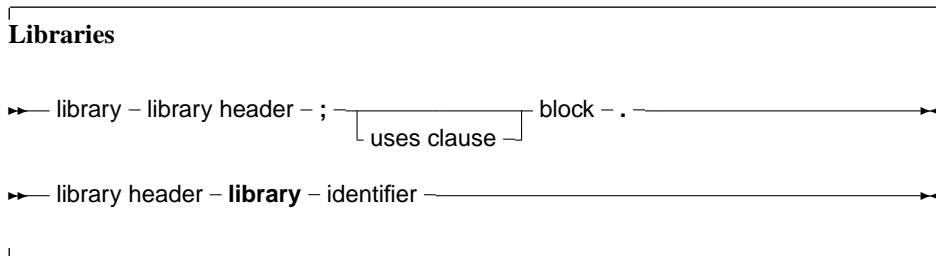 Libraries
library – library header – ; – block – .
uses clause
library header – library – identifier